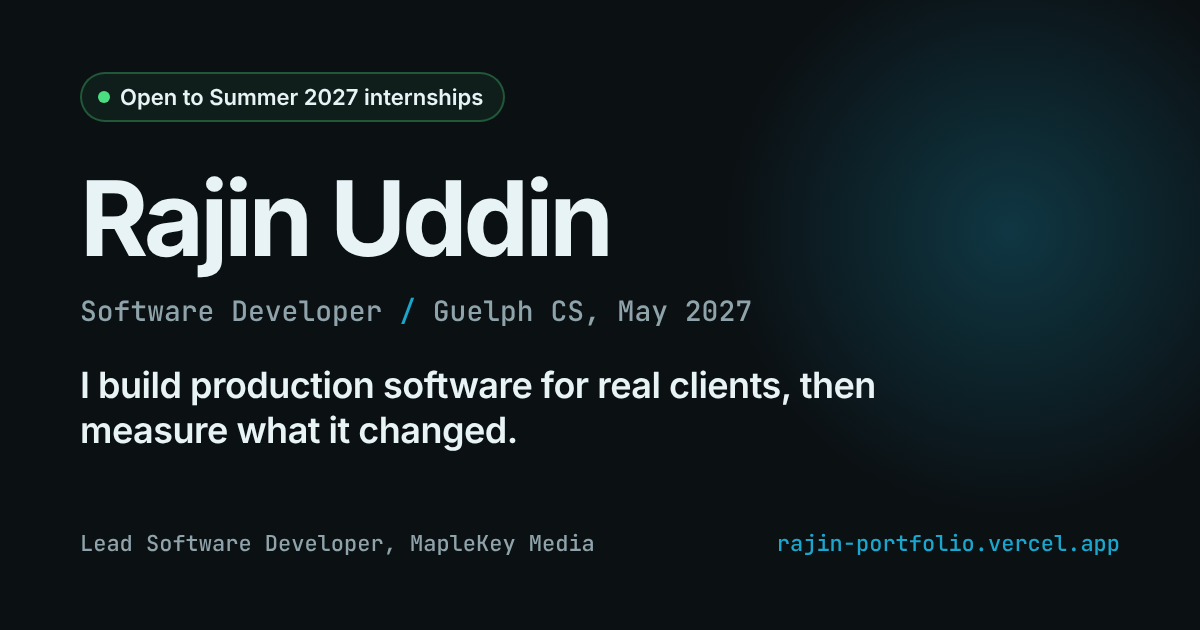 Open to Summer 2027 internships
Rajin Uddin
Software Developer / Guelph CS, May 2027
I build production software for real clients, then
measure what it changed.
Lead Software Developer, MapleKey Media
rajin-portfolio.vercel.app